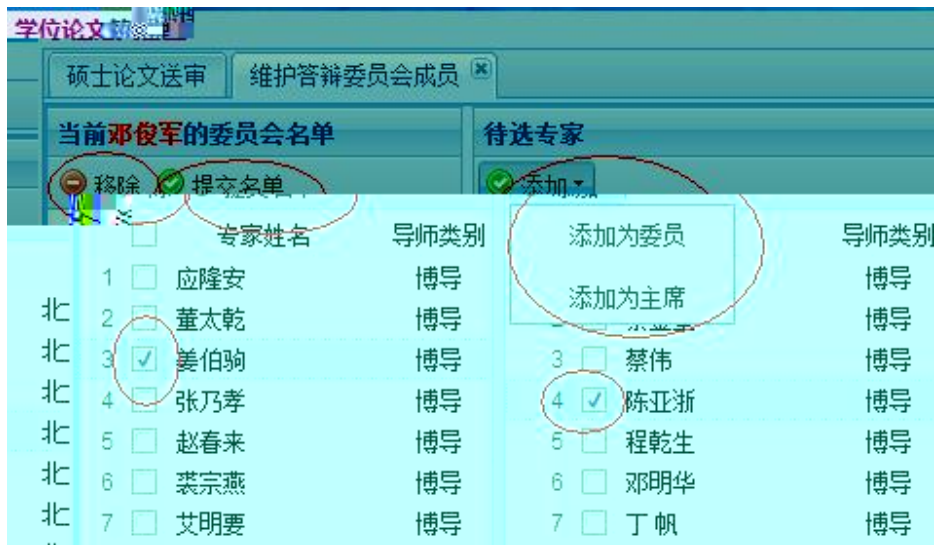 学位论文
硕士论文送审 维护答辩委员会成员
当前邓俊军的委员会名单 待选专家
移除 提交名单 添加
专家姓名 导师类别 添加为委员 导师类别
1 应隆安 博导 博导
添加为主席
北 2 董太乾 博导 博导
北 3 姜伯驹 博导 3 蔡伟 博导
北 4 张乃孝 博导 4 陈亚浙 博导
北 5 赵春来 博导 5 程乾生 博导
北 6 裘宗燕 博导 6 邓明华 博导
北 7 艾明要 博导 7 丁帆 博导